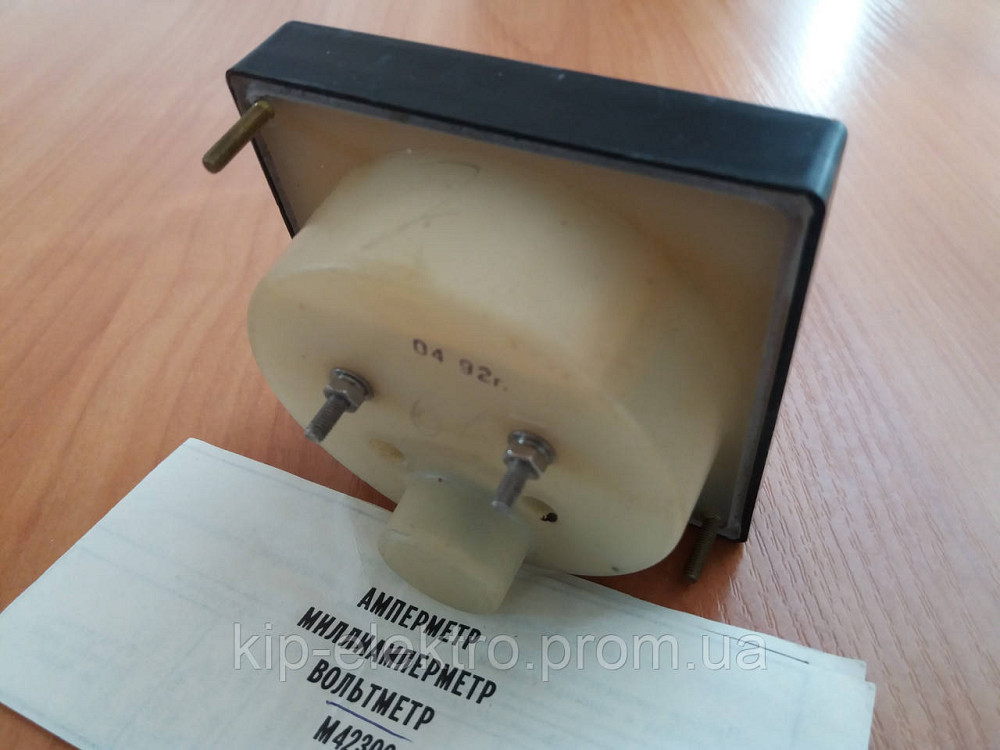 04 92г.
АМПЕРМЕТР
МИЛЛИАМПЕРМЕТР
kip-elektro.prom.ua
ВОЛЬТМЕТР